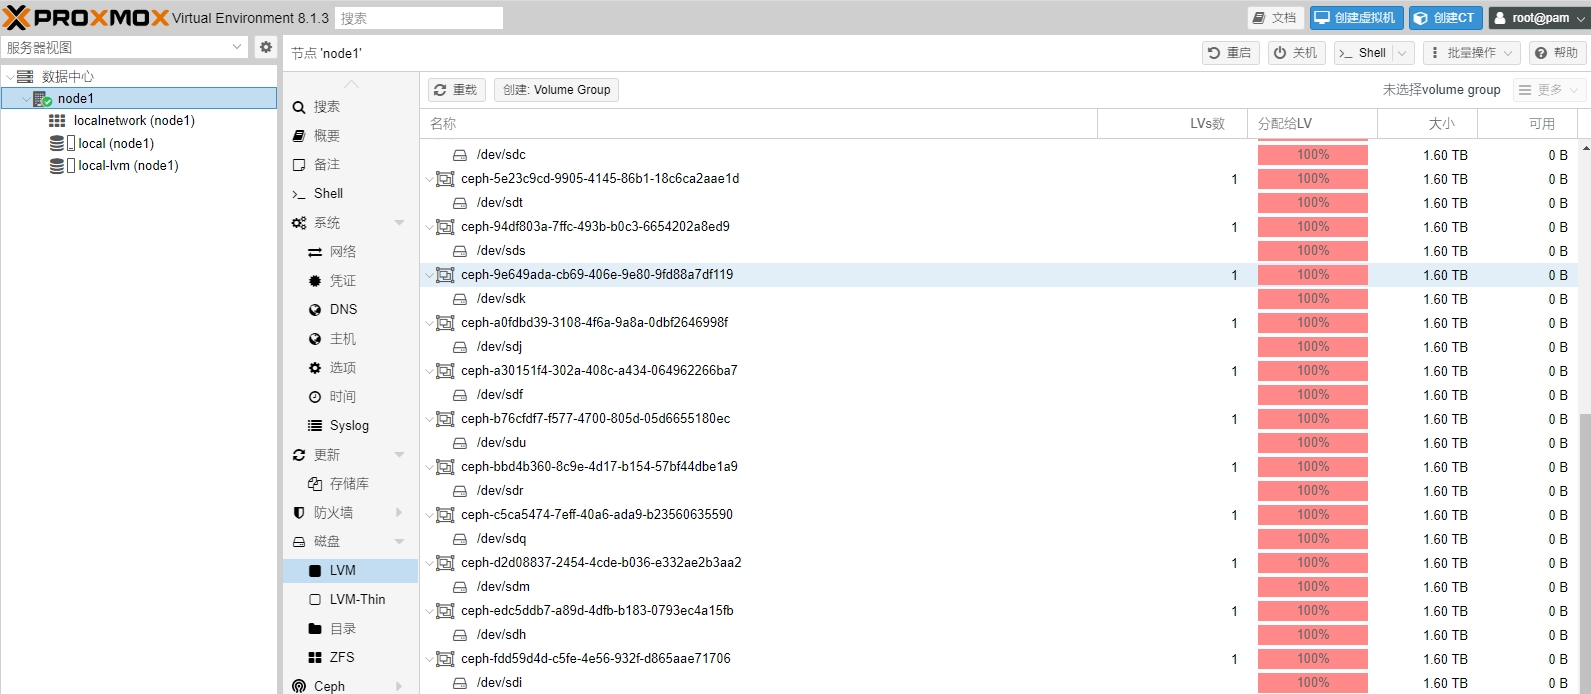 PROXMOX Virtual Environment 8.1.3 搜索 文档 创建虚拟机 创建CT root@pam
服务器视图
数据中心
node1
localnetwork (node1)
local (node1)
local-lvm (node1)
节点 'node1' 重启 关机 Shell 批量操作 帮助
搜索
概要
备注
Shell
系统
网络
凭证
DNS
主机
选项
时间
Syslog
更新
存储库
防火墙
磁盘
LVM
LVM-Thin
目录
ZFS
Ceph
重载 创建: Volume Group 未选择volume group 更多
名称 LVs数 分配给LV 大小 可用
/dev/sdc 100% 1.60 TB 0 B
ceph-5e23c9cd-9905-4145-86b1-18c6ca2aae1d 1 100% 1.60 TB 0 B
/dev/sdt 100% 1.60 TB 0 B
ceph-94df803a-7ffc-493b-b0c3-6654202a8ed9 1 100% 1.60 TB 0 B
/dev/sds 100% 1.60 TB 0 B
ceph-9e649ada-cb69-406e-9e80-9fd88a7df119 1 100% 1.60 TB 0 B
/dev/sdk 100% 1.60 TB 0 B
ceph-a0fdbd39-3108-4f6a-9a8a-0dbf2646998f 1 100% 1.60 TB 0 B
/dev/sdj 100% 1.60 TB 0 B
ceph-a30151f4-302a-408c-a434-064962266ba7 1 100% 1.60 TB 0 B
/dev/sdf 100% 1.60 TB 0 B
ceph-b76cfdf7-f577-4700-805d-05d6655180ec 1 100% 1.60 TB 0 B
/dev/sdu 100% 1.60 TB 0 B
ceph-bbd4b360-8c9e-4d17-b154-57bf44dbe1a9 1 100% 1.60 TB 0 B
/dev/sdr 100% 1.60 TB 0 B
ceph-c5ca5474-7eff-40a6-ada9-b23560635590 1 100% 1.60 TB 0 B
/dev/sdq 100% 1.60 TB 0 B
ceph-d2d08837-2454-4cde-b036-e332ae2b3aa2 1 100% 1.60 TB 0 B
/dev/sdm 100% 1.60 TB 0 B
ceph-edc5ddb7-a89d-4dfb-b183-0793ec4a15fb 1 100% 1.60 TB 0 B
/dev/sdh 100% 1.60 TB 0 B
ceph-fdd59d4d-c5fe-4e56-932f-d865aae71706 1 100% 1.60 TB 0 B
/dev/sdi 100% 1.60 TB 0 B